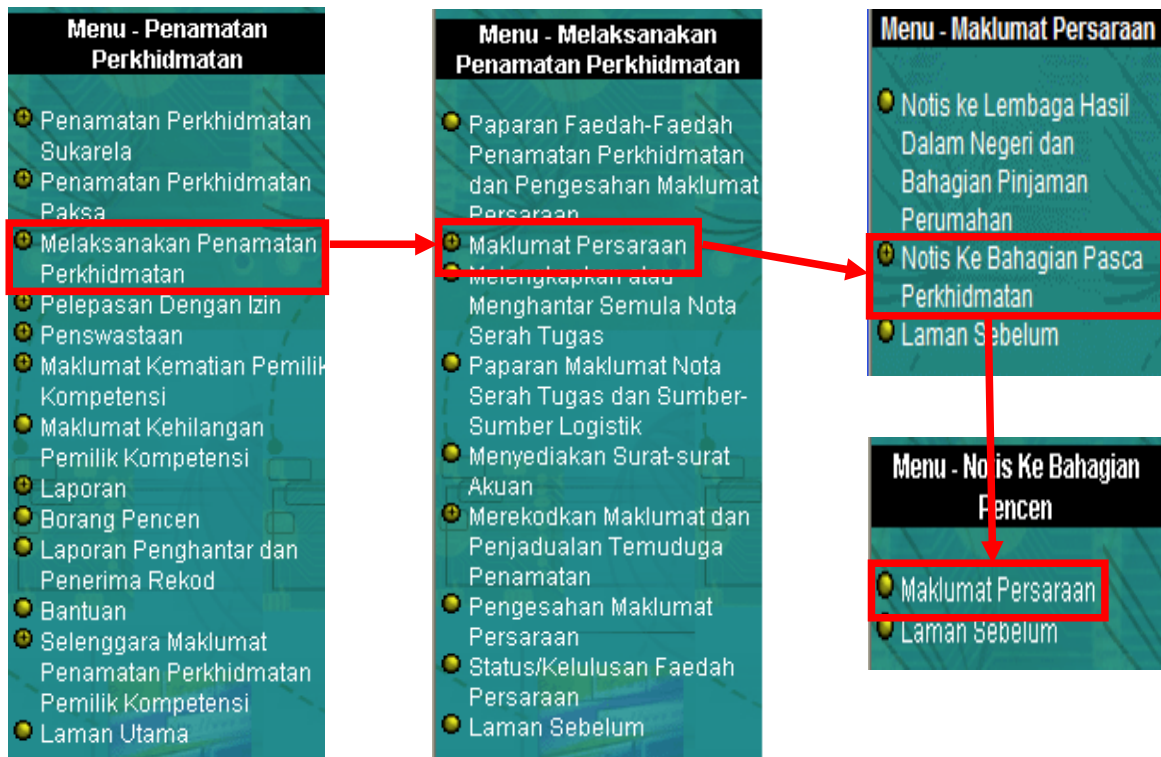 Menu - Penamatan
Perkhidmatan
Penamatan Perkhidmatan
Sukarela
Penamatan Perkhidmatan
Paksa
Melaksanakan Penamatan
Perkhidmatan
Pelepasan Dengan Izin
Penswastaan
Maklumat Kematian Pemilik
Kompetensi
Maklumat Kehilangan
Pemilik Kompetensi
Laporan
Borang Pencen
Laporan Penghantar dan
Penerima Rekod
Bantuan
Selenggara Maklumat
Penamatan Perkhidmatan
Pemilik Kompetensi
Laman Utama
Menu - Melaksanakan
Penamatan Perkhidmatan
Paparan Faedah-Faedah
Penamatan Perkhidmatan
dan Pengesahan Maklumat
Persaraan
Maklumat Persaraan
Melengkapkan atau
Menghantar Semula Nota
Serah Tugas
Paparan Maklumat Nota
Serah Tugas dan Sumber-
Sumber Logistik
Menyediakan Surat-surat
Akuan
Merekodkan Maklumat dan
Penjadualan Temuduga
Penamatan
Pengesahan Maklumat
Persaraan
Status/Kelulusan Faedah
Persaraan
Laman Sebelum
Menu - Maklumat Persaraan
Notis ke Lembaga Hasil
Dalam Negeri dan
Bahagian Pinjaman
Perumahan
Notis Ke Bahagian Pasca
Perkhidmatan
Laman Sebelum
Menu - Notis Ke Bahagian
Pencen
Maklumat Persaraan
Laman Sebelum